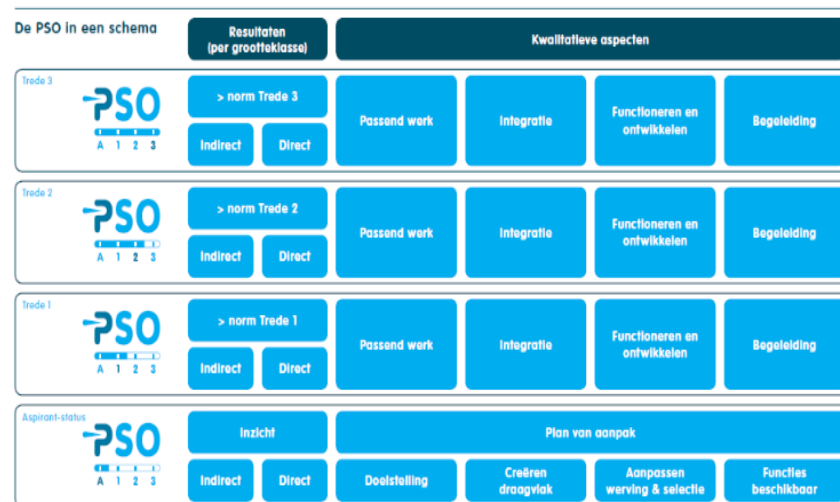 De PSO in een schema
Resultaten
(per grootteklasse)
Kwalitatieve aspecten
Trede 3
PSO
A 1 2 3
> norm Trede 3
Indirect
Direct
Passend werk
Integratie
Functioneren en
ontwikkelen
Begeleiding
Trede 2
PSO
A 1 2 3
> norm Trede 2
Indirect
Direct
Passend werk
Integratie
Functioneren en
ontwikkelen
Begeleiding
Trede 1
PSO
A 1 2 3
> norm Trede 1
Indirect
Direct
Passend werk
Integratie
Functioneren en
ontwikkelen
Begeleiding
Aspirant-status
PSO
A 1 2 3
Inzicht
Indirect
Direct
Plan van aanpak
Doelstelling
Creëren
draagvlak
Aanpassen
werving & selectie
Functies
beschikbaar